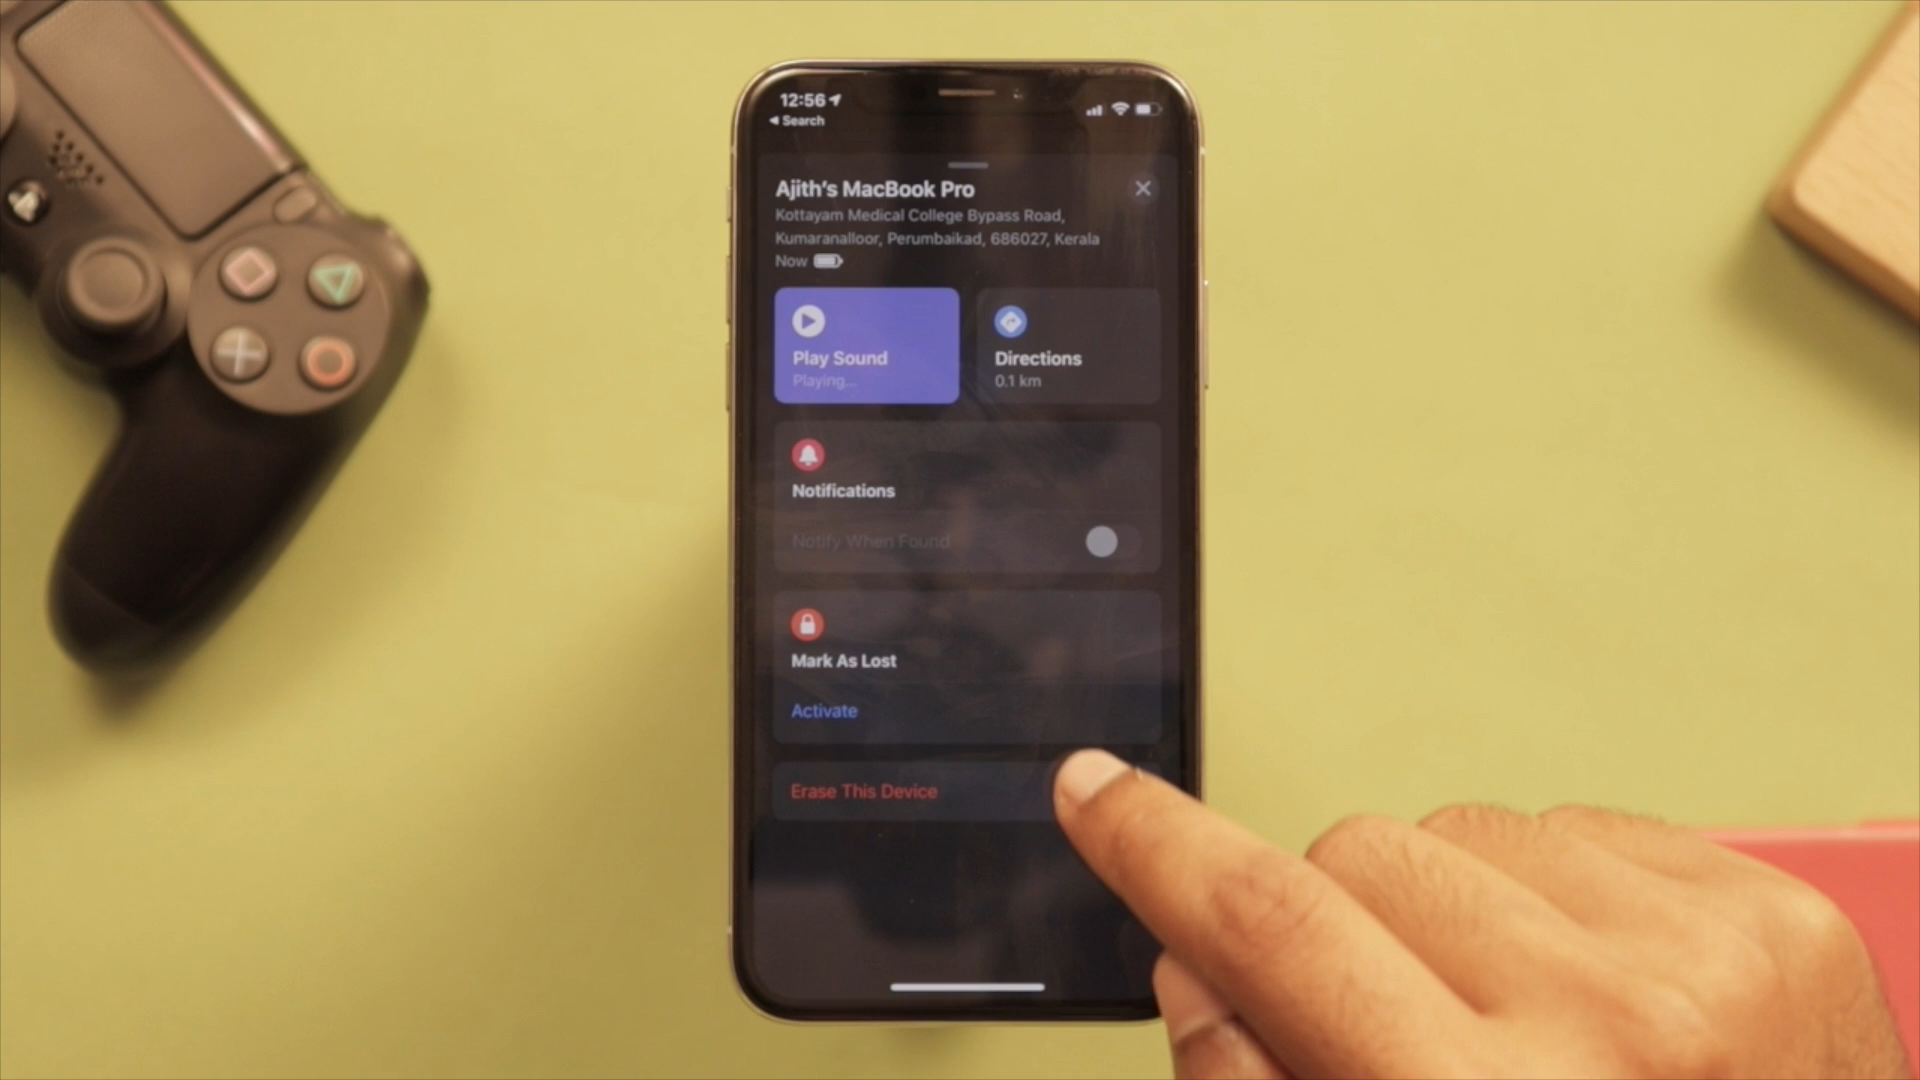 12:56
Search
Ajith's MacBook Pro
Kottayam Medical College Bypass Road,
Kumaranalloor, Perumbaikad, 686027, Kerala
Now
Play Sound
Playing...
Directions
0.1 km
Notifications
Notify When Found
Mark As Lost
Activate
Erase This Device